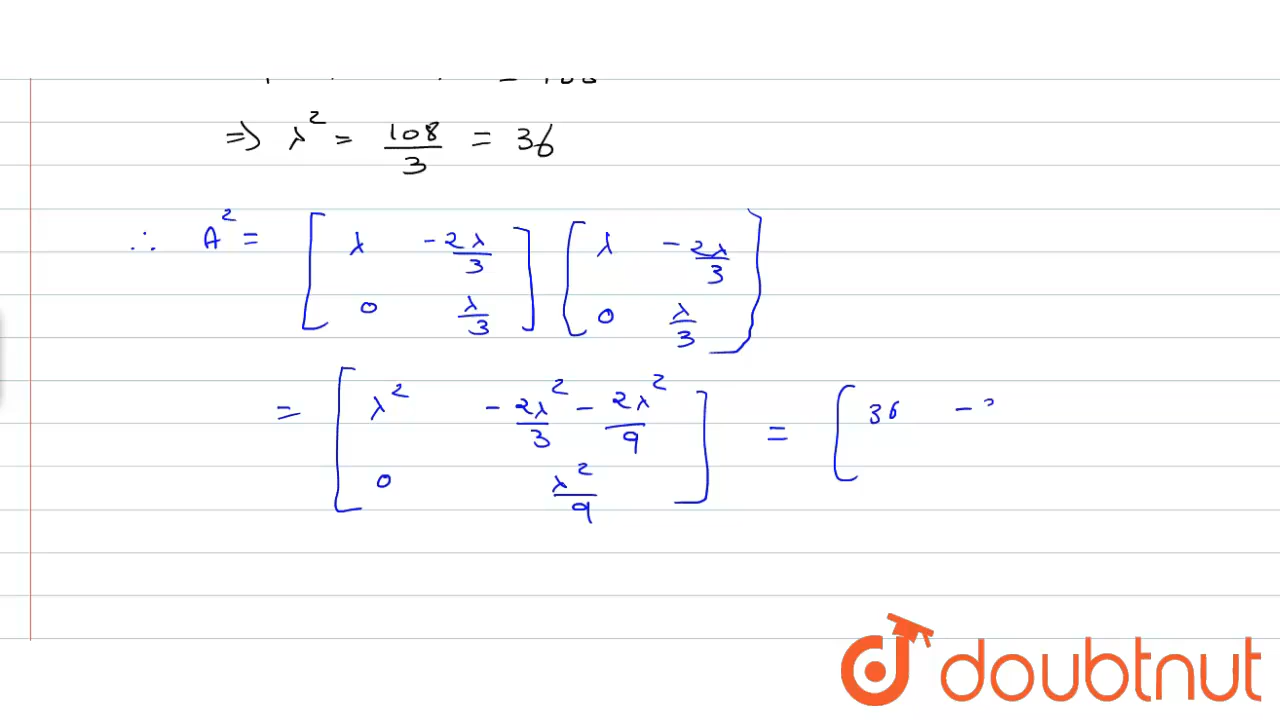 ⇒ λ² = 108/3 = 36
∴ A² = [ λ -2λ/3 ] [ λ -2λ/3 ]
0 λ/3 0 λ/3
= [ λ² -2λ²/3 - 2λ²/9 ] = [ 36 -
0 λ²/9
doubtnut